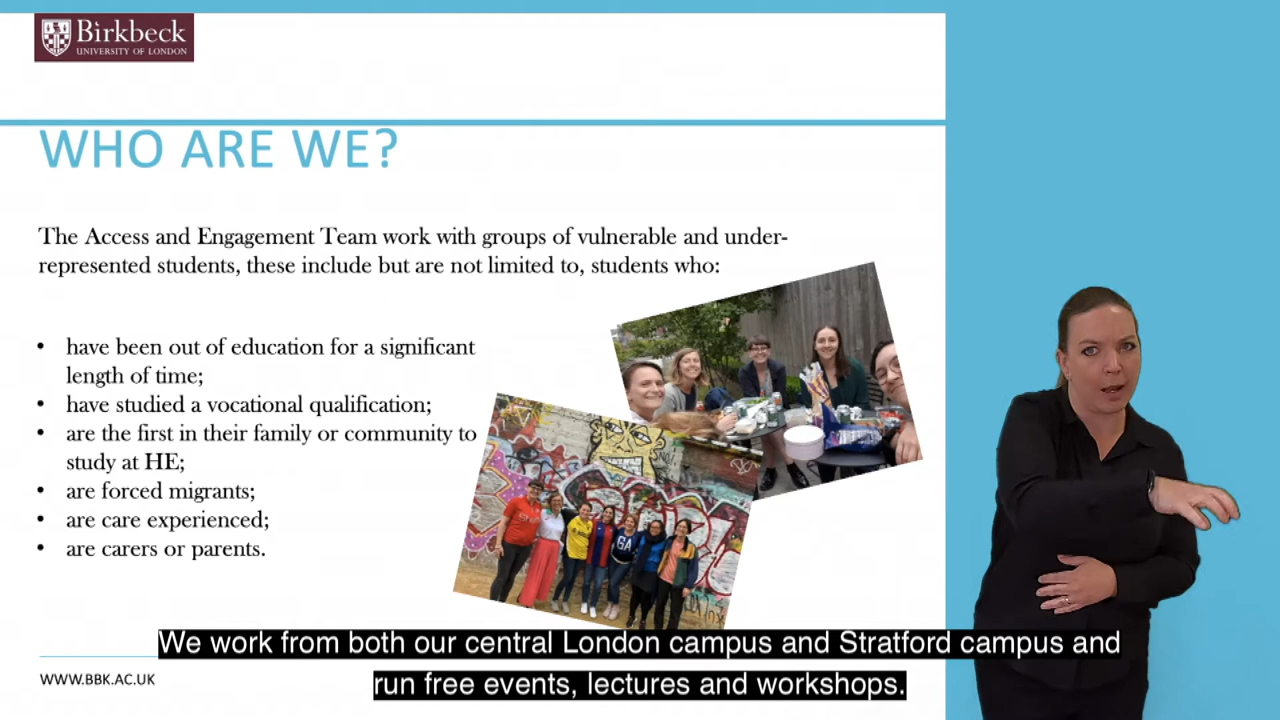 Birkbeck
UNIVERSITY OF LONDON
WHO ARE WE?
The Access and Engagement Team work with groups of vulnerable and under-
represented students, these include but are not limited to, students who:
• have been out of education for a significant
length of time;
• have studied a vocational qualification;
• are the first in their family or community to
study at HE;
• are forced migrants;
• are care experienced;
• are carers or parents.
GA
We work from both our central London campus and Stratford campus and
run free events, lectures and workshops.
WWW.BBK.AC.UK